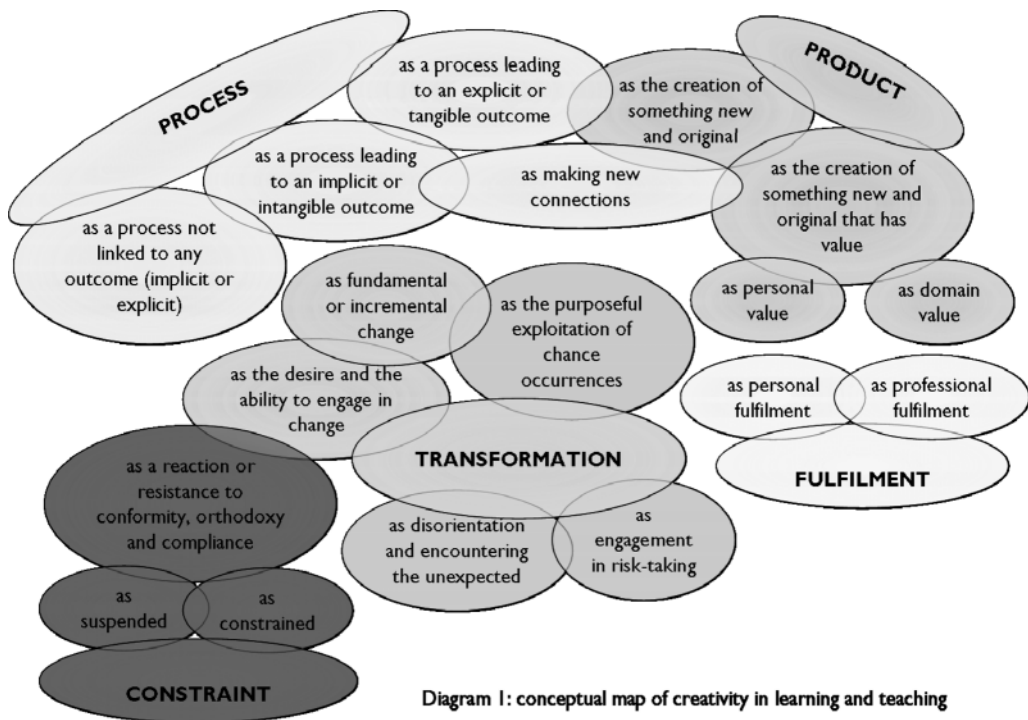 PROCESS
as a process leading
to an explicit or
tangible outcome
as the creation of
something new
and original
PRODUCT
as a process leading
to an implicit or
intangible outcome
as making new
connections
as the creation of
something new and
original that has
value
as a process not
linked to any
outcome (implicit or
explicit)
as fundamental
or incremental
change
as the purposeful
exploitation of
chance
occurrences
as personal
value
as domain
value
as the desire and the
ability to engage in
change
as personal
fulfilment
as professional
fulfilment
TRANSFORMATION
FULFILMENT
as a reaction or
resistance to
conformity, orthodoxy
and compliance
as disorientation
and encountering
the unexpected
as
engagement
in risk-taking
as
suspended
as
constrained
CONSTRAINT
Diagram 1: conceptual map of creativity in learning and teaching